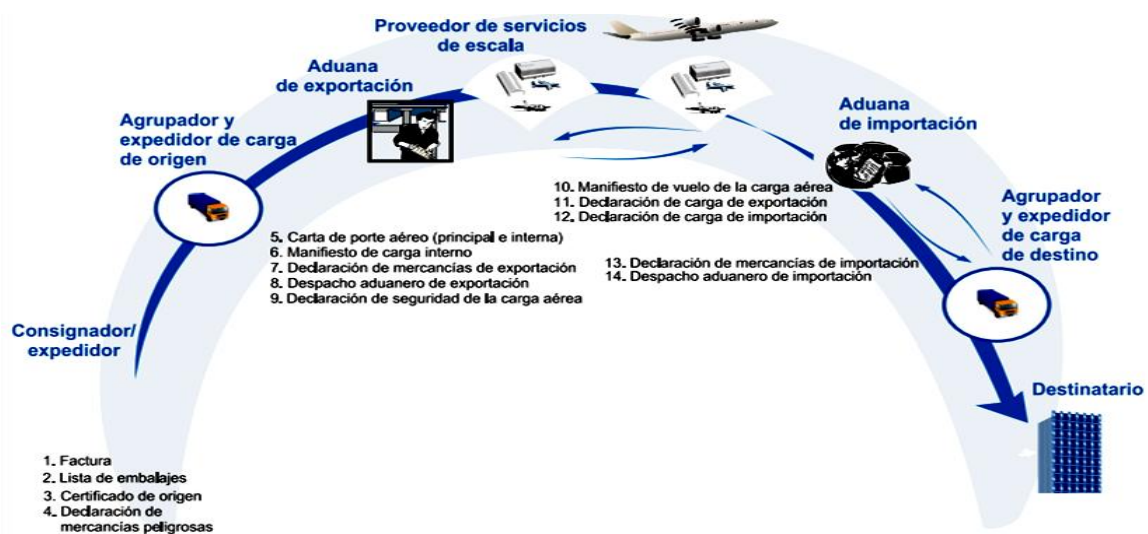 Proveedor de servicios
de escala
Aduana
de exportación
Aduana
de importación
Agrupador y
expedidor de carga
de origen
10. Manifiesto de vuelo de la carga aérea
11. Declaración de carga de exportación
12. Declaración de carga de importación
Agrupador
y expedidor
de carga
de destino
5. Carta de porte aéreo (principal e interna)
6. Manifiesto de carga interno
7. Declaración de mercancías de exportación
8. Despacho aduanero de exportación
9. Declaración de seguridad de la carga aérea
13. Declaración de mercancías de importación
14. Despacho aduanero de importación
Consignador/
expedidor
Destinatario
1. Factura
2. Lista de embalajes
3. Certificado de origen
4. Declaración de
mercancías peligrosas